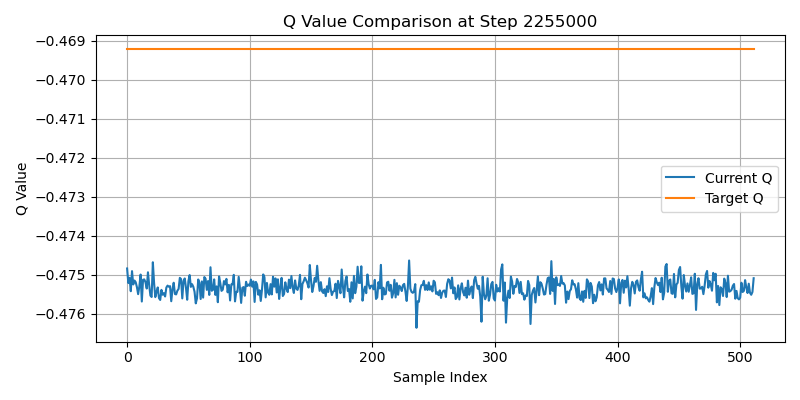 Q Value Comparison at Step 2255000
−0.469
−0.470
−0.471
−0.472
−0.473
−0.474
−0.475
−0.476
Q Value
Current Q
Target Q
0
100
200
300
400
500
Sample Index